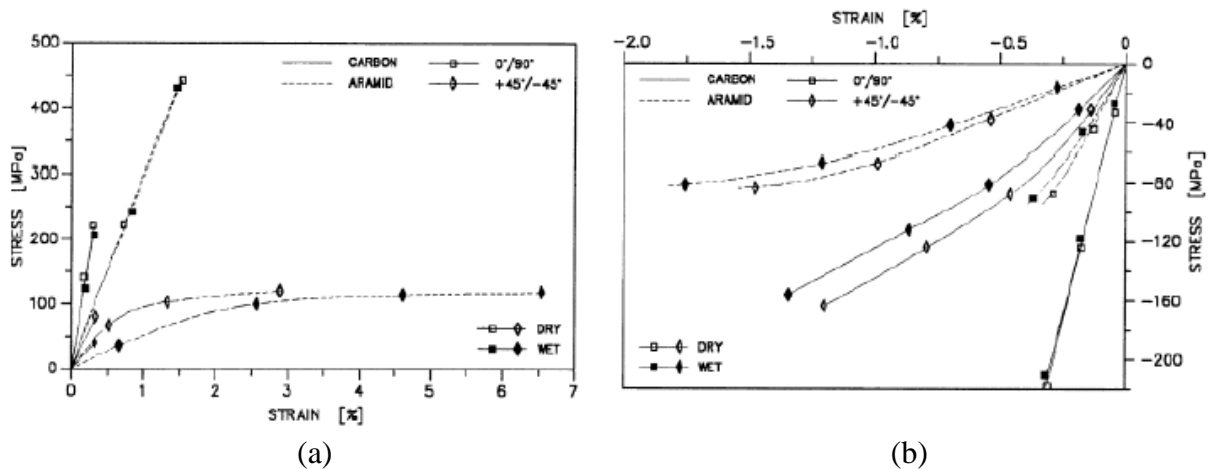 500
400
300
200
100
0
STRESS [MPa]
0 1 2 3 4 5 6 7
STRAIN [%]
CARBON 0°/90°
ARAMID +45°/-45°
DRY
WET
(a)
STRAIN [%]
-2.0 -1.5 -1.0 -0.5 0
CARBON 0°/90°
ARAMID +45°/-45°
0
-40
-80
-120
-160
-200
STRESS [MPa]
DRY
WET
(b)